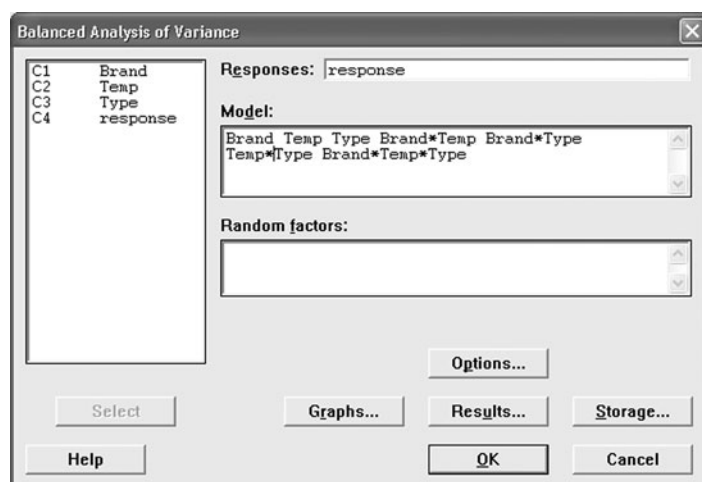 Balanced Analysis of Variance
C1 Brand
C2 Temp
C3 Type
C4 response
Responses: response
Model:
Brand Temp Type Brand*Temp Brand*Type
Temp*Type Brand*Temp*Type
Random factors:
Options...
Select
Graphs...
Results...
Storage...
Help
OK
Cancel